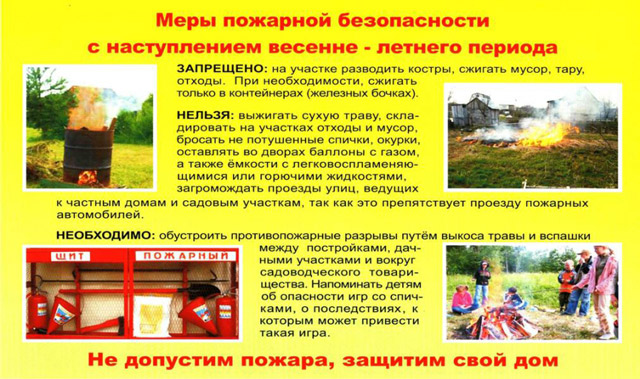 Меры пожарной безопасности
с наступлением весенне - летнего периода
ЗАПРЕЩЕНО: на участке разводить костры, сжигать мусор, тару,
отходы. При необходимости, сжигать
только в контейнерах (железных бочках).
НЕЛЬЗЯ: выжигать сухую траву, скла-
дировать на участках отходы и мусор,
бросать не потушенные спички, окурки,
оставлять во дворах баллоны с газом,
а также ёмкости с легковоспламеня-
ющимися или горючими жидкостями,
загромождать проезды улиц, ведущих
к частным домам и садовым участкам, так как это препятствует проезду пожарных
автомобилей.
НЕОБХОДИМО: обустроить противопожарные разрывы путём выкоса травы и вспашки
между постройками, дач-
ными участками и вокруг
садоводческого товари-
щества. Напоминать детям
об опасности игр со спич-
ками, о последствиях, к
которым может привести
такая игра.
ЩИТ ПОЖАРНЫЙ
Не допустим пожара, защитим свой дом